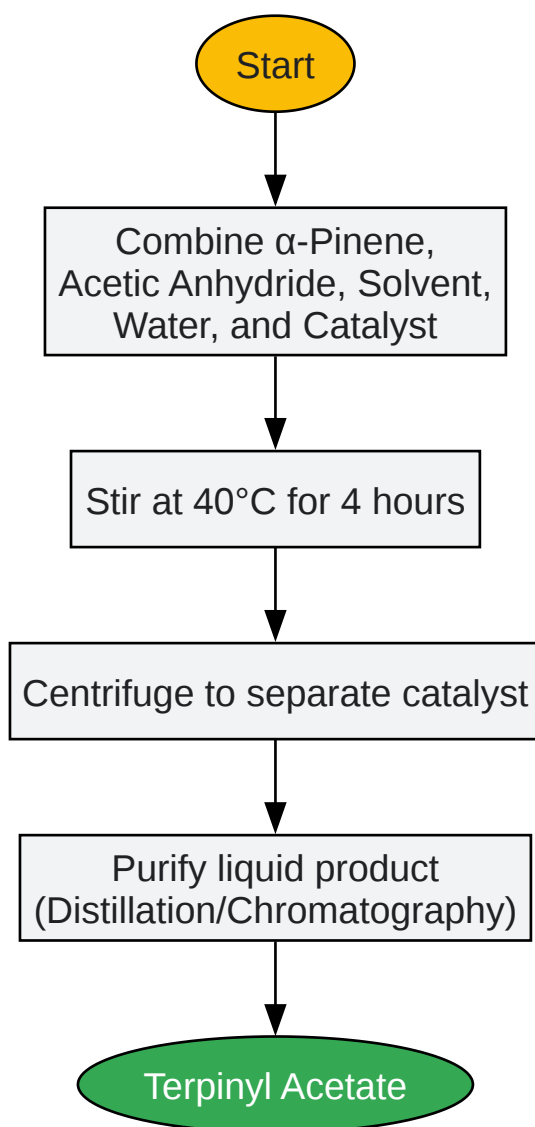 Start
Combine α-Pinene,
Acetic Anhydride, Solvent,
Water, and Catalyst
Stir at 40°C for 4 hours
Centrifuge to separate catalyst
Purify liquid product
(Distillation/Chromatography)
Terpinyl Acetate